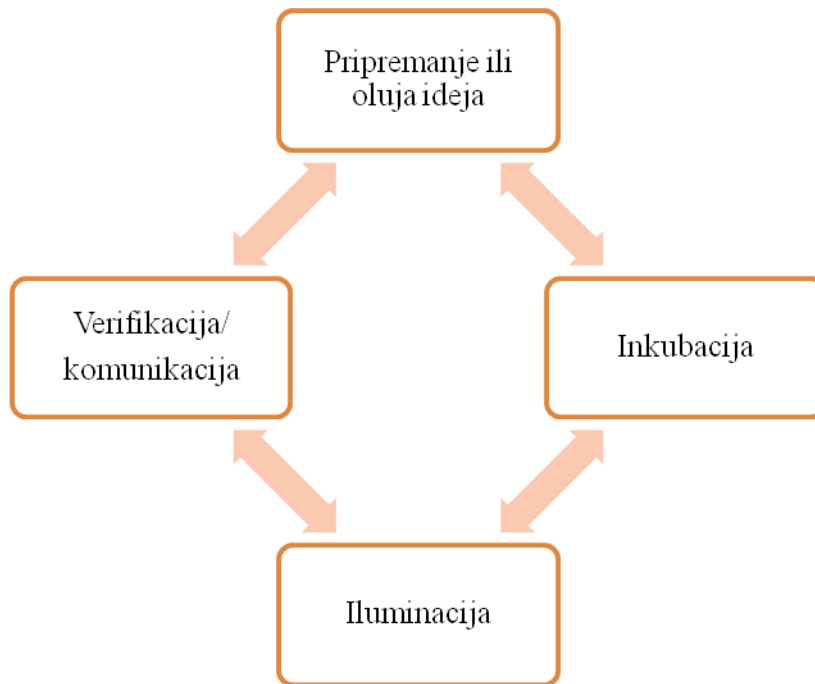 Pripremanje ili
oluja ideja
Verifikacija/
komunikacija
Inkubacija
Iluminacija